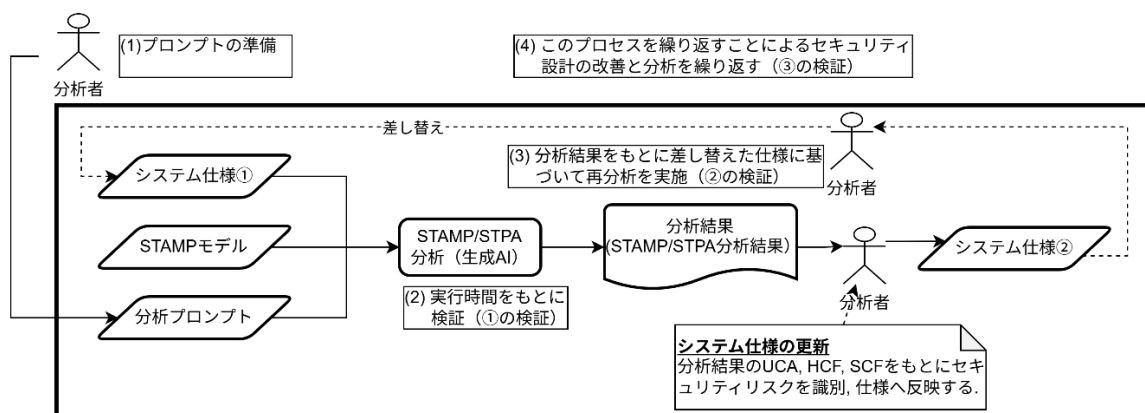 (1)プロンプトの準備
(4) このプロセスを繰り返すことによるセキュリティ
設計の改善と分析を繰り返す（③の検証）
分析者
差し替え
システム仕様①
(3) 分析結果をもとに差し替えた仕様に基
づいて再分析を実施（②の検証）
分析者
STAMPモデル
STAMP/STPA
分析（生成AI）
分析結果
(STAMP/STPA分析結果)
システム仕様②
分析プロンプト
(2) 実行時間をもとに
検証（①の検証）
分析者
システム仕様の更新
分析結果のUCA, HCF, SCFをもとにセキ
ュリティリスクを識別, 仕様へ反映する.